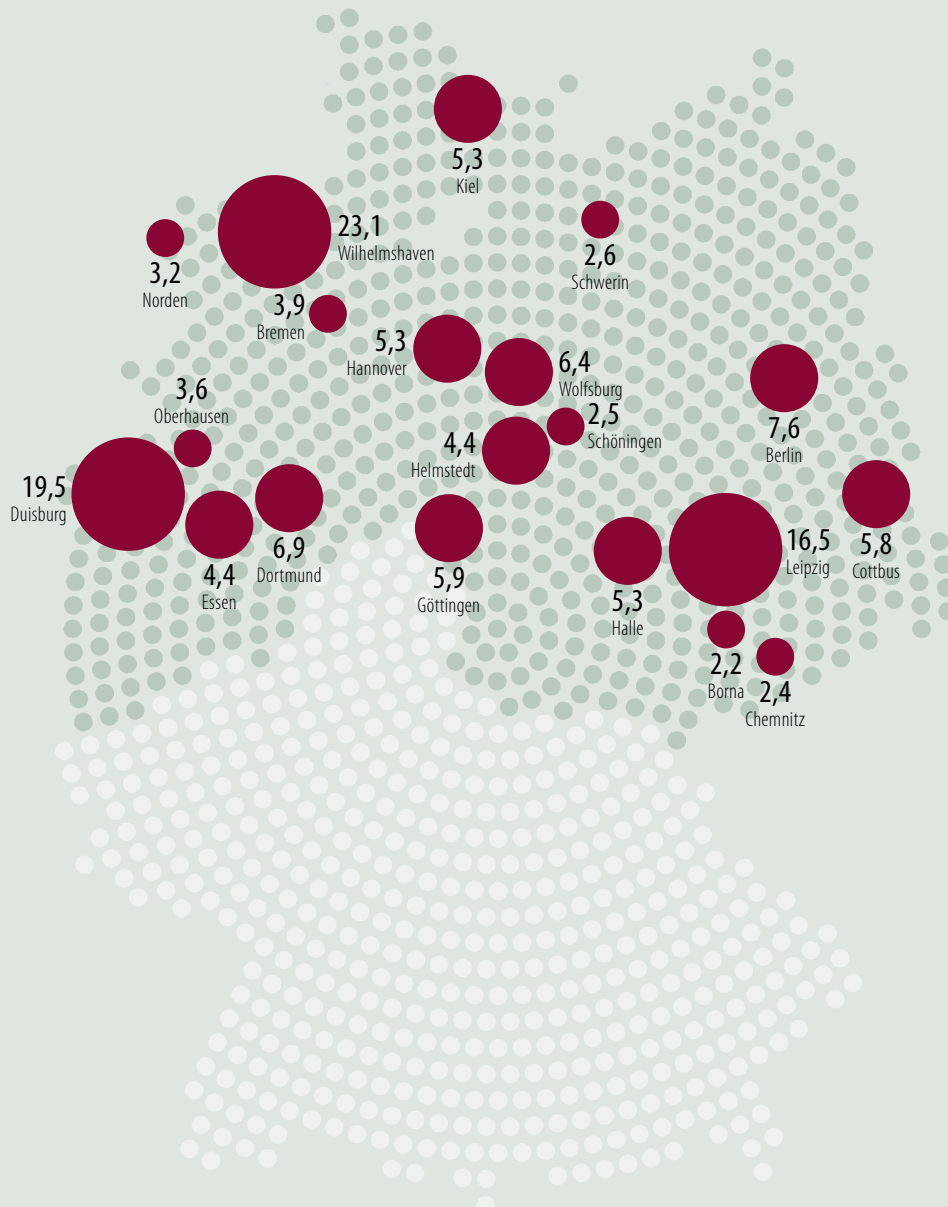 5,3
Kiel
23,1
Wilhelmshaven
2,6
Schwerin
3,2
Norden
3,9
Bremen
5,3
Hannover
6,4
Wolfsburg
3,6
Oberhausen
2,5
Schöningen
7,6
Berlin
4,4
Helmstedt
19,5
Duisburg
6,9
Dortmund
4,4
Essen
5,9
Göttingen
5,3
Halle
16,5
Leipzig
5,8
Cottbus
2,2
Borna
2,4
Chemnitz